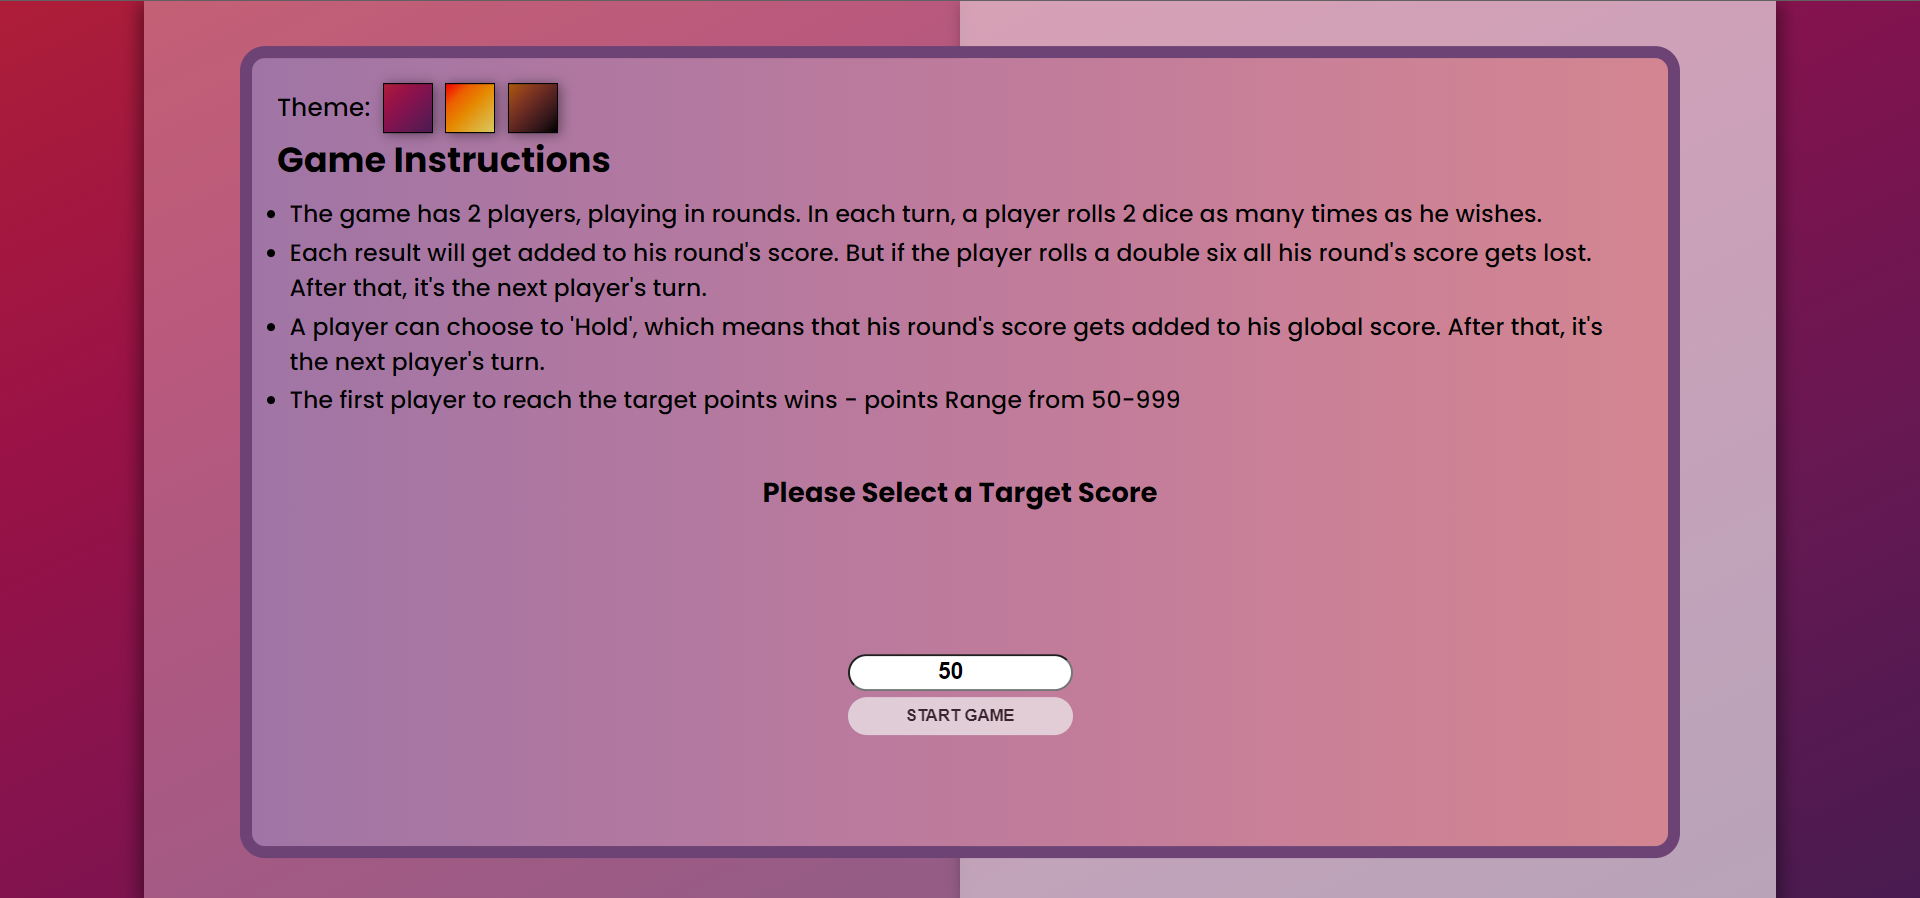 Theme:
Game Instructions
• The game has 2 players, playing in rounds. In each turn, a player rolls 2 dice as many times as he wishes.
• Each result will get added to his round's score. But if the player rolls a double six all his round's score gets lost.
After that, it's the next player's turn.
• A player can choose to 'Hold', which means that his round's score gets added to his global score. After that, it's
the next player's turn.
• The first player to reach the target points wins - points Range from 50-999
Please Select a Target Score
50
START GAME